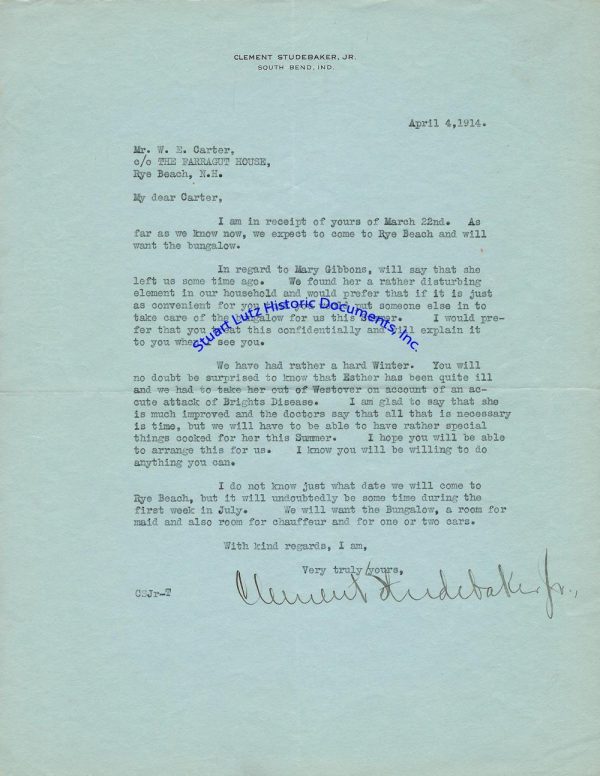 CLEMENT STUDEBAKER, JR.
SOUTH BEND, IND.
April 4,1914.
Mr. W. E. Carter,
c/o THE FARRAGUT HOUSE,
Rye Beach, N.H.
My dear Carter,
I am in receipt of yours of March 22nd. As
far as we know now, we expect to come to Rye Beach and will
want the bungalow.
In regard to Mary Gibbons, will say that she
left us some time ago. We found her a rather disturbing
element in our household and would prefer that if it is just
as convenient for you you put someone else in to
take care of the Bungalow for us this Summer. I would pre-
fer that you treat this confidentially and will explain it
to you when I see you.
Stuart Lutz Historic Documents, Inc.
We have had rather a hard Winter. You will
no doubt be surprised to know that Esther has been quite ill
and we had to take her out of Westover on account of an ac-
cute attack of Brights Disease. I am glad to say that she
is much improved and the doctors say that all that is necessary
is time, but we will have to be able to have rather special
things cooked for her this Summer. I hope you will be able
to arrange this for us. I know you will be willing to do
anything you can.
I do not know just what date we will come to
Rye Beach, but it will undoubtedly be some time during the
first week in July. We will want the Bungalow, a room for
maid and also room for chauffeur and for one or two cars.
With kind regards, I am,
Very truly yours,
Clement Studebaker Jr.,
CSJr-T